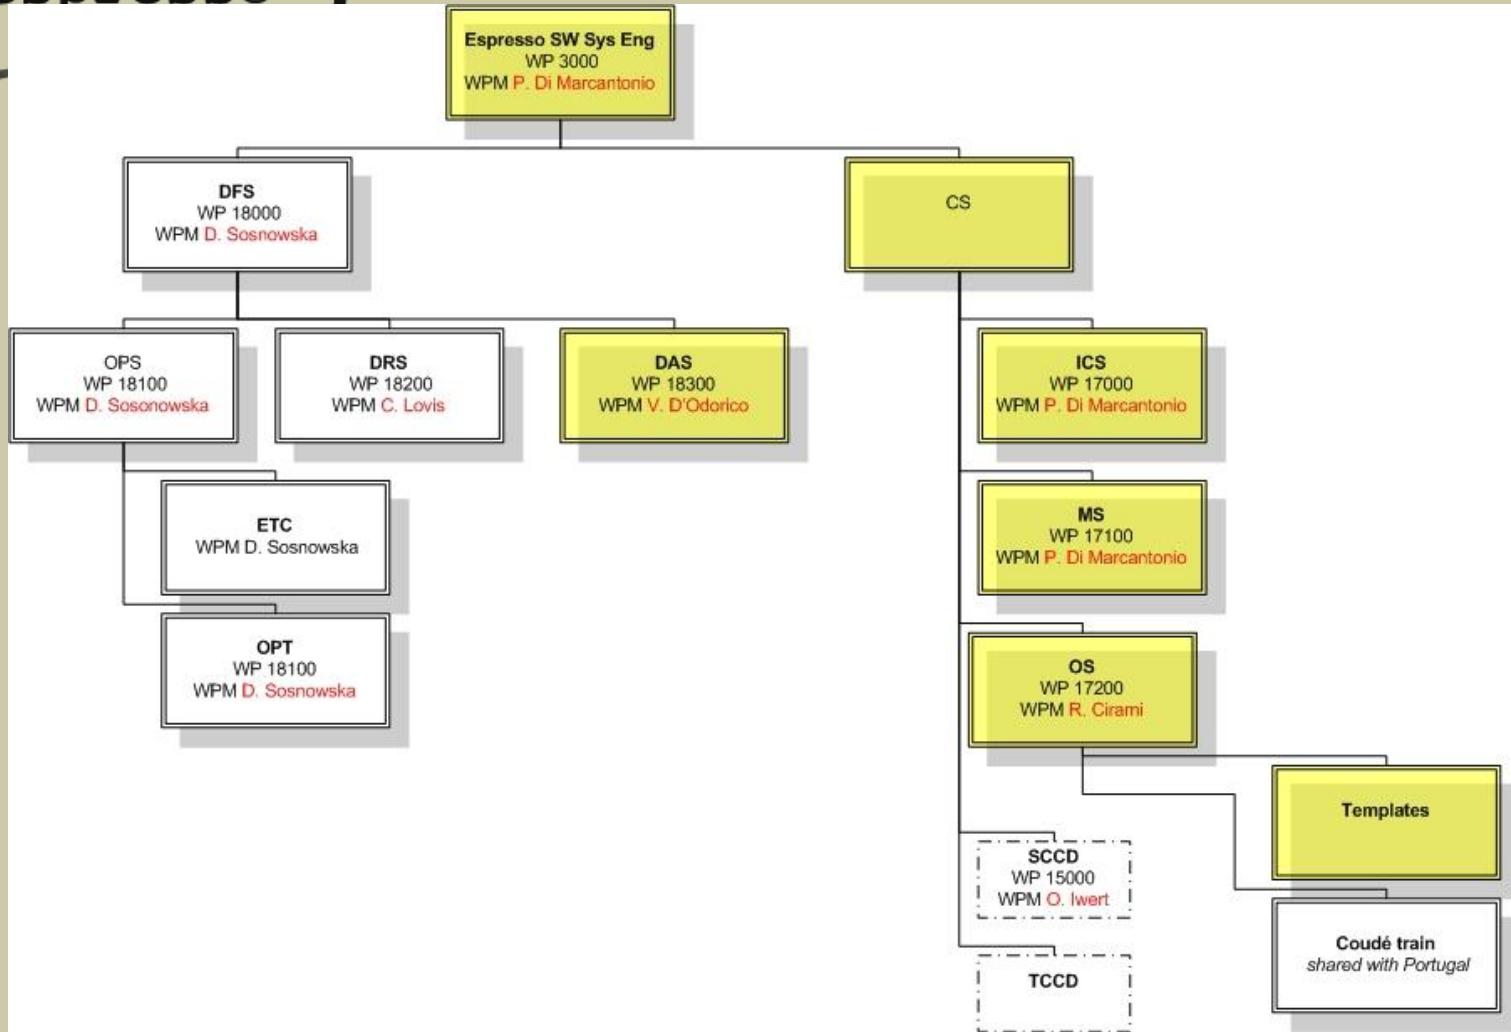 Espresso SW Sys Eng
WP 3000
WPM P. Di Marcantonio
DFS
WP 18000
WPM D. Sosnowska
CS
OPS
WP 18100
WPM D. Sosonowska
DRS
WP 18200
WPM C. Lovis
DAS
WP 18300
WPM V. D'Odorico
ICS
WP 17000
WPM P. Di Marcantonio
ETC
WPM D. Sosnowska
MS
WP 17100
WPM P. Di Marcantonio
OPT
WP 18100
WPM D. Sosnowska
OS
WP 17200
WPM R. Cirami
Templates
SCCD
WP 15000
WPM O. Iwert
Coudé train
shared with Portugal
TCCD